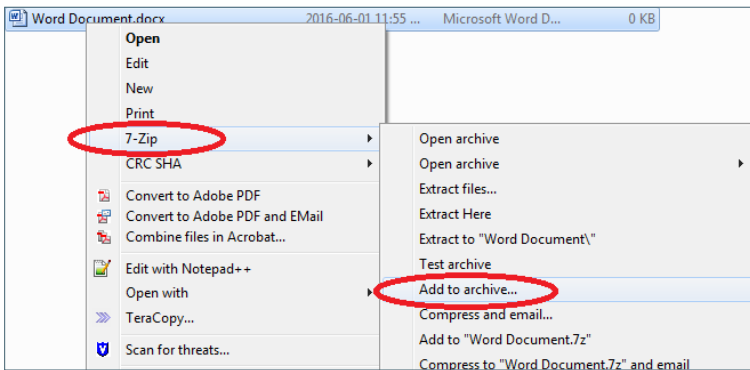 Word Document.docx 2016-06-01 11:55 ... Microsoft Word D... 0 KB
Open
Edit
New
Print
7-Zip
CRC SHA
Convert to Adobe PDF
Convert to Adobe PDF and EMail
Combine files in Acrobat...
Edit with Notepad++
Open with
TeraCopy...
Scan for threats...
Open archive
Open archive
Extract files...
Extract Here
Extract to "Word Document\"
Test archive
Add to archive...
Compress and email...
Add to "Word Document.7z"
Compress to "Word Document.7z" and email